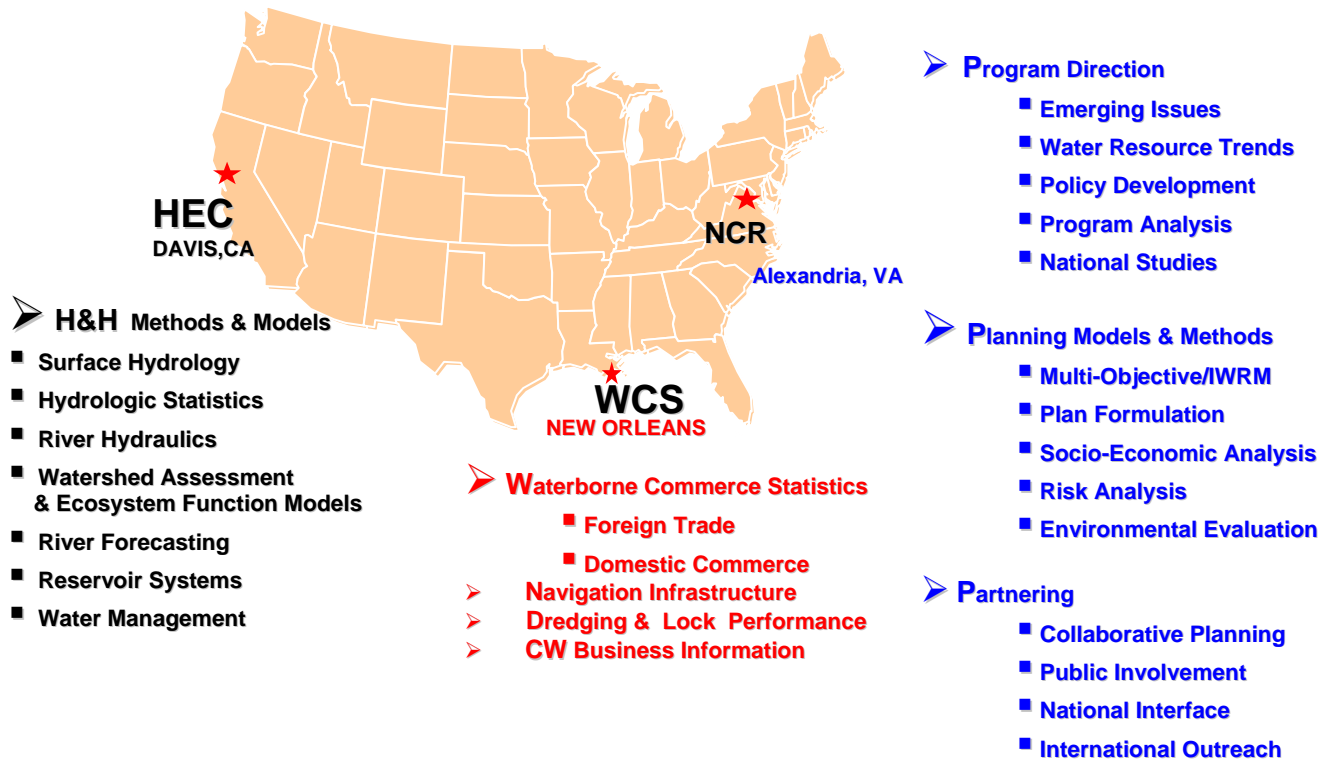 HEC
DAVIS,CA
NCR
Alexandria, VA
WCS
NEW ORLEANS
➢ H&H Methods & Models
▪ Surface Hydrology
▪ Hydrologic Statistics
▪ River Hydraulics
▪ Watershed Assessment
& Ecosystem Function Models
▪ River Forecasting
▪ Reservoir Systems
▪ Water Management
➢ Waterborne Commerce Statistics
▪ Foreign Trade
▪ Domestic Commerce
➢ Navigation Infrastructure
➢ Dredging & Lock Performance
➢ CW Business Information
➢ Program Direction
▪ Emerging Issues
▪ Water Resource Trends
▪ Policy Development
▪ Program Analysis
▪ National Studies
➢ Planning Models & Methods
▪ Multi-Objective/IWRM
▪ Plan Formulation
▪ Socio-Economic Analysis
▪ Risk Analysis
▪ Environmental Evaluation
➢ Partnering
▪ Collaborative Planning
▪ Public Involvement
▪ National Interface
▪ International Outreach